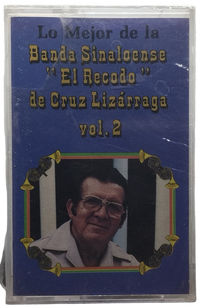 Lo Mejor de la
Banda Sinaloense
"El Recodo"
de Cruz Lizárraga
vol. 2